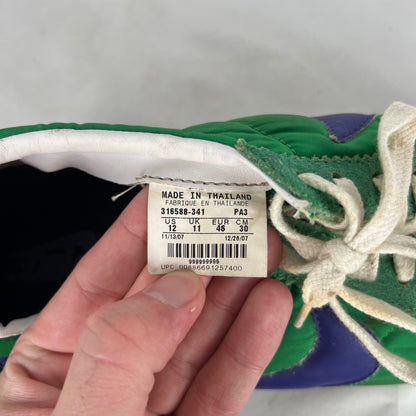 MADE IN THAILAND
FABRIQUE EN THAILANDE
316588-341 PA3
US UK EUR CM
12 11 46 30
11/13/07 12/26/07
999999999
UPC 00886691257400